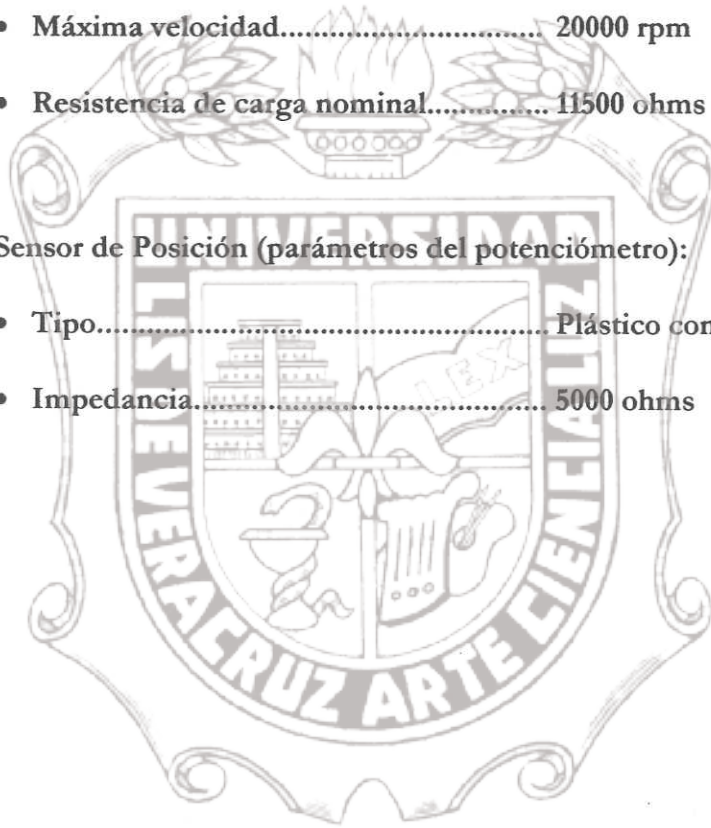 • Máxima velocidad................................ 20000 rpm
• Resistencia de carga nominal............... 11500 ohms
Sensor de Posición (parámetros del potenciómetro):
• Tipo...................................................... Plástico con
• Impedancia........................................... 5000 ohms
UNIVERSIDAD
LIS DE VERACRUZ ARTE CIENCIA LUZ
LEX